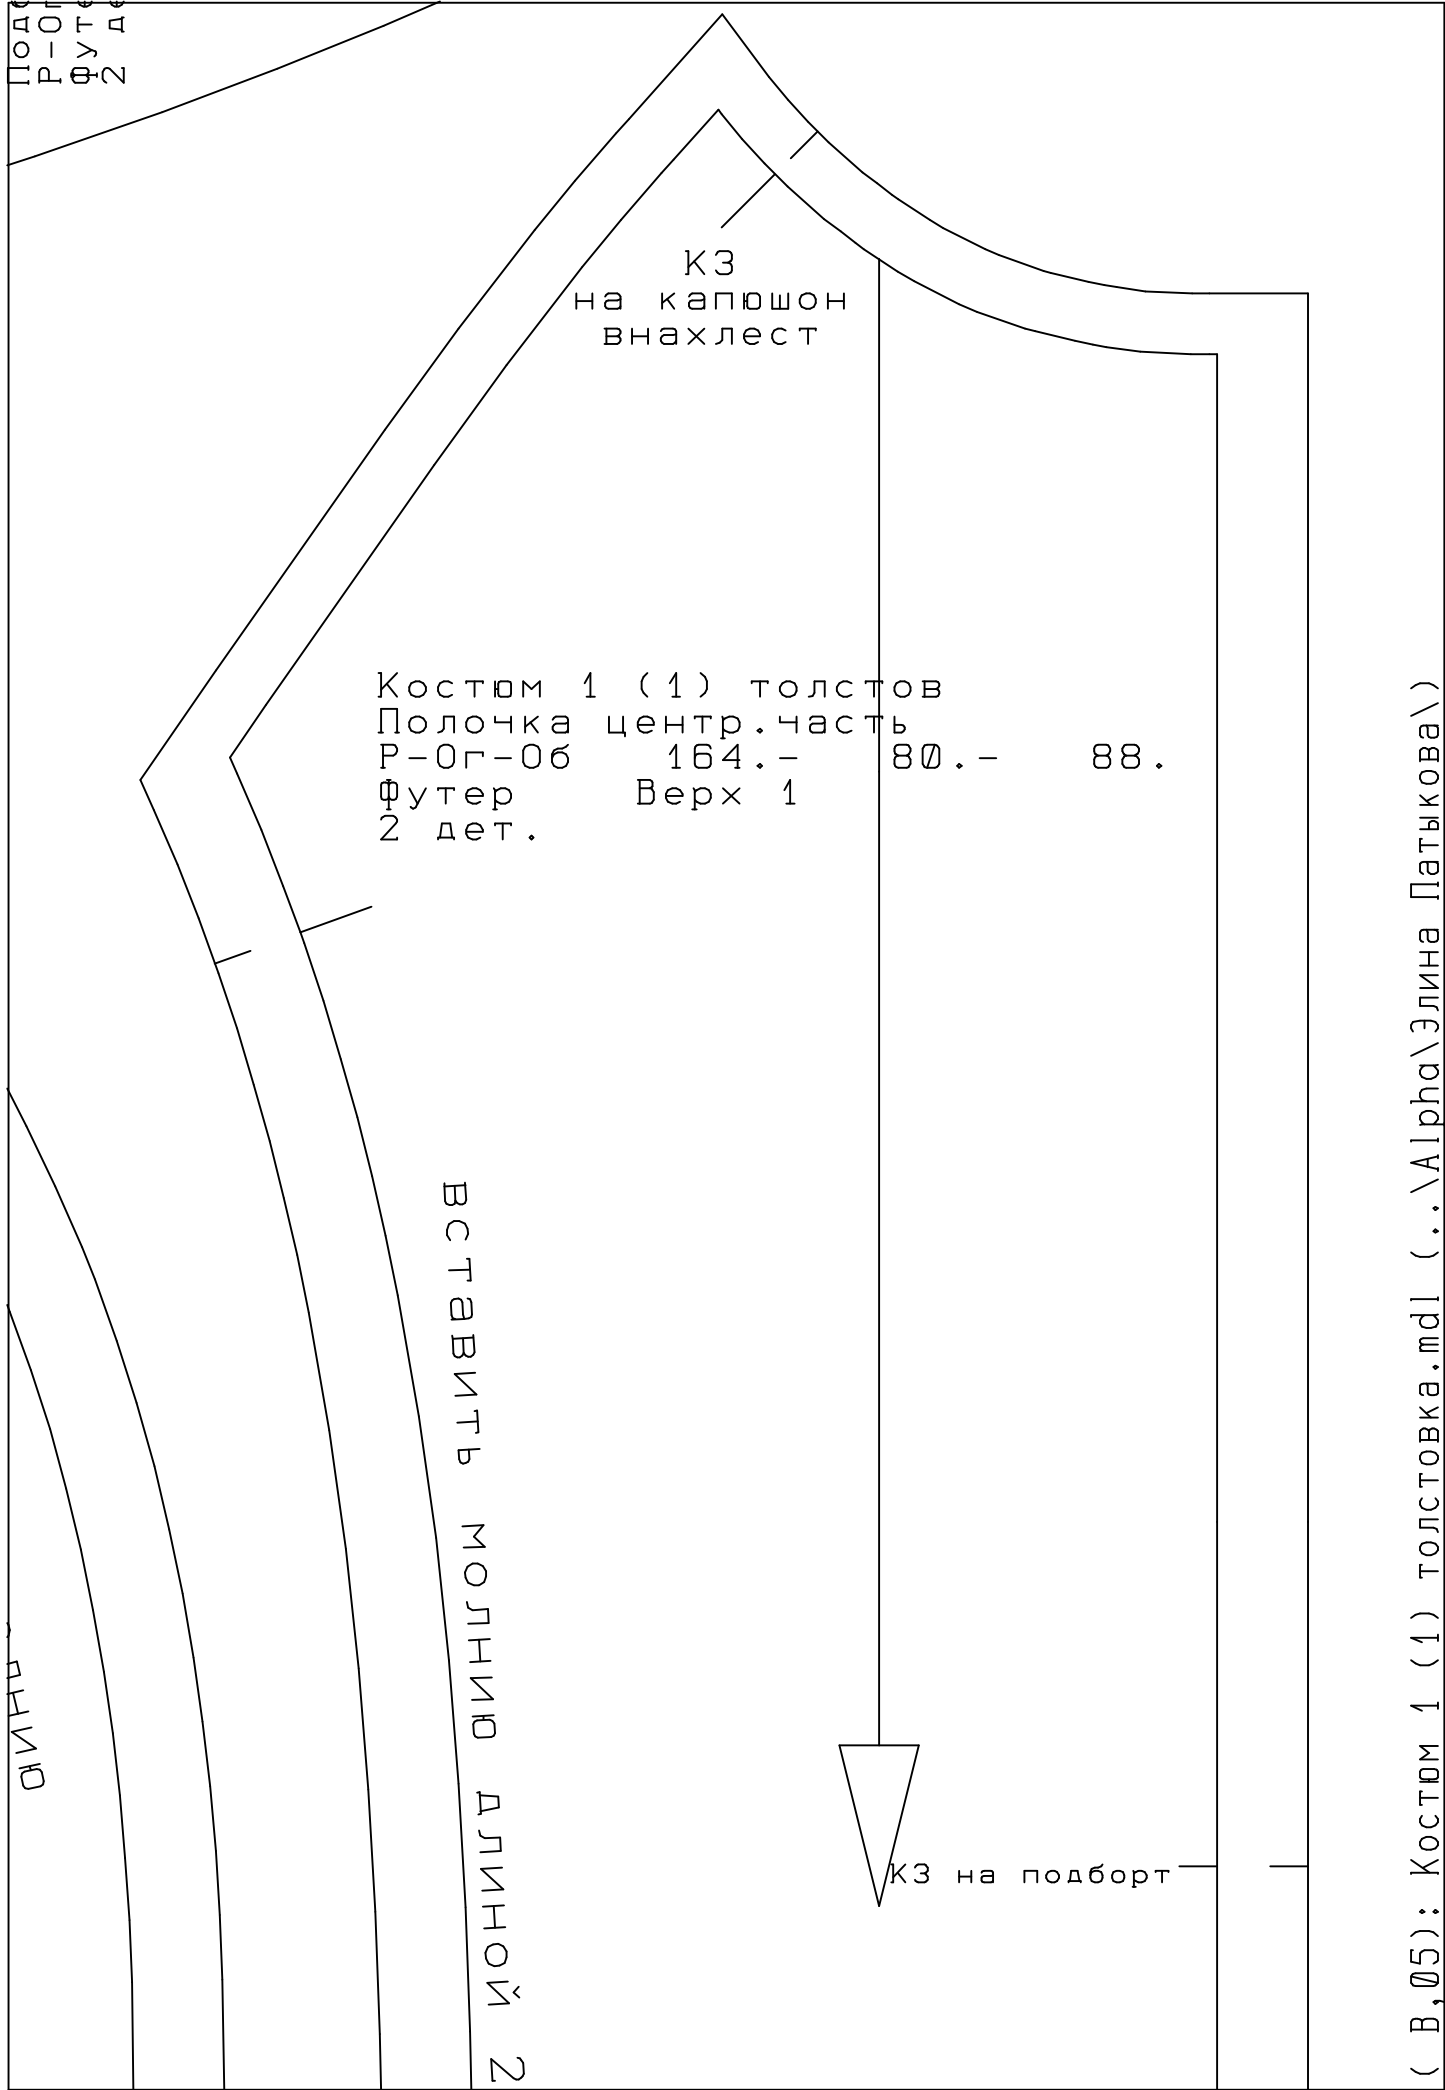 2
КЗ
на капюшон
внахлест
Костюм 1 (1) толстов
Полочка центр.часть
Р-Ог-Об 164.- 80.- 88.
Футер Верх 1
2 дет.
вставить молнию длиной 2
КЗ на подборт
( В,05): Костюм 1 (1) толстовка.mdl (..\Alpha\Элина Патыкова\)